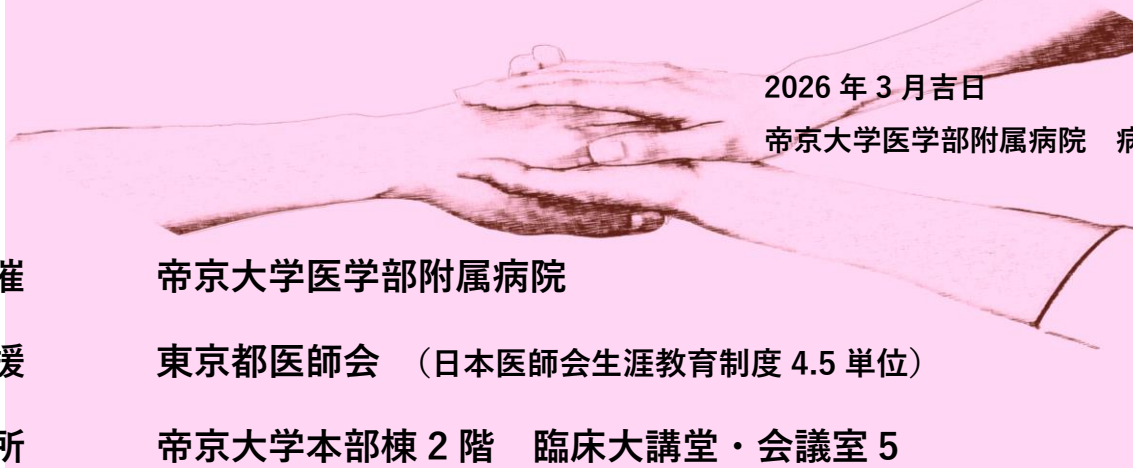 2026 年 3 月吉日
帝京大学医学部附属病院　病
催　帝京大学医学部附属病院
援　東京都医師会　（日本医師会生涯教育制度 4.5 単位）
所　帝京大学本部棟 2 階　臨床大講堂・会議室 5